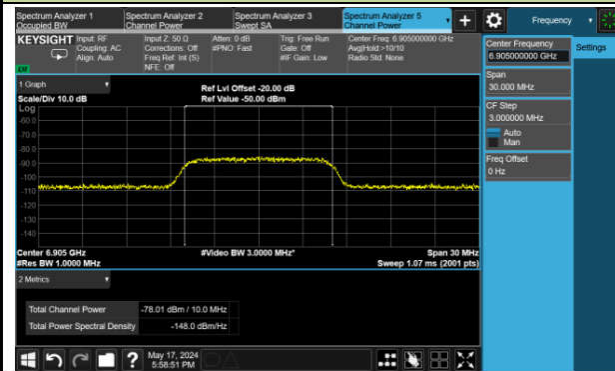 Spectrum Analyzer 1
Occupied BW
Spectrum Analyzer 2
Channel Power
Spectrum Analyzer 3
Swept SA
Spectrum Analyzer 5
Channel Power
+
Frequency
KEYSIGHT
Input: RF
Coupling: AC
Align: Auto
Input Z: 50 Ω
Corrections: Off
Freq Ref: Int (S)
NFE: Off
Atten: 0 dB
#PNO: Fast
Trig: Free Run
Gate: Off
#IF Gain: Low
Center Freq: 6.905000000 GHz
Avg|Hold:>10/10
Radio Std: None
1 Graph
Scale/Div 10.0 dB
Log
Ref Lvl Offset -20.00 dB
Ref Value -50.00 dBm
-60.0
-70.0
-80.0
-90.0
-100
-110
-120
-130
-140
Center 6.905 GHz
#Res BW 1.0000 MHz
#Video BW 3.0000 MHz*
Span 30 MHz
Sweep 1.07 ms (2001 pts)
2 Metrics
Total Channel Power -78.01 dBm / 10.0 MHz
Total Power Spectral Density -148.0 dBm/Hz
?
May 17, 2024
5:58:51 PM
Center Frequency
6.905000000 GHz
Settings
Span
30.000 MHz
CF Step
3.000000 MHz
Auto
Man
Freq Offset
0 Hz